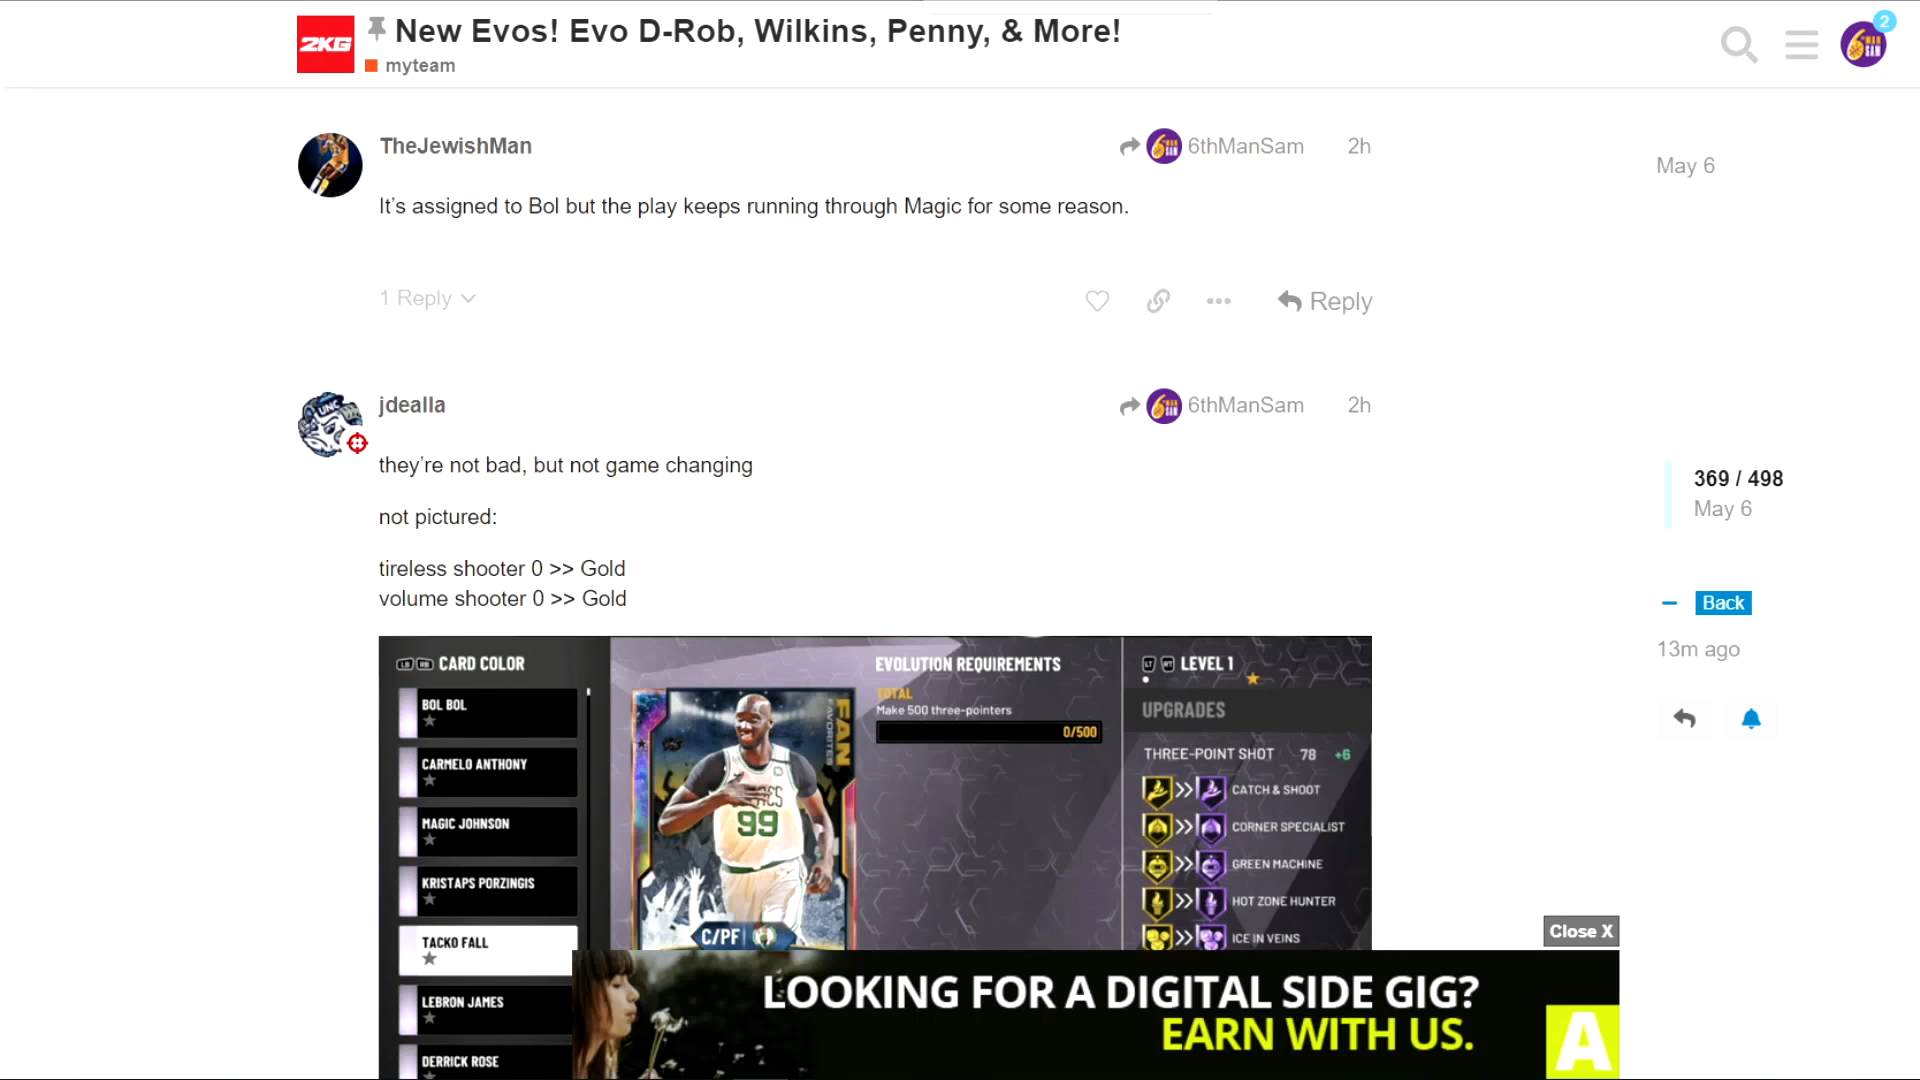 2KG
New Evos! Evo D-Rob, Wilkins, Penny, & More!
myteam
2
TheJewishMan
6thManSam
2h
May 6
It’s assigned to Bol but the play keeps running through Magic for some reason.
1 Reply
Reply
jdealla
6thManSam
2h
they’re not bad, but not game changing
not pictured:
tireless shooter 0 >> Gold
volume shooter 0 >> Gold
369 / 498
May 6
Back
13m ago
CARD COLOR
BOL BOL
CARMELO ANTHONY
MAGIC JOHNSON
KRISTAPS PORZINGIS
TACKO FALL
LEBRON JAMES
DERRICK ROSE
FAN
FAVORITES
99
C/PF
EVOLUTION REQUIREMENTS
TOTAL
Make 500 three-pointers
0/500
LEVEL 1
UPGRADES
THREE-POINT SHOT 78 +6
CATCH & SHOOT
CORNER SPECIALIST
GREEN MACHINE
HOT ZONE HUNTER
ICE IN VEINS
Close X
LOOKING FOR A DIGITAL SIDE GIG?
EARN WITH US.
A